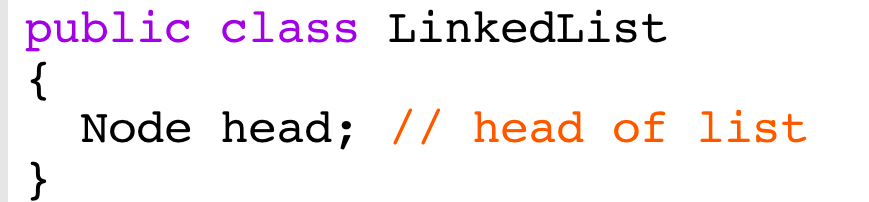 public class LinkedList
{
  Node head; // head of list
}